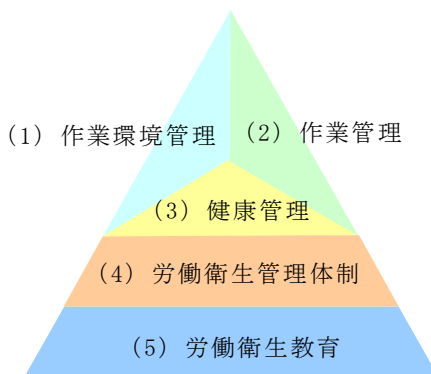 (1) 作業環境管理
(2) 作業管理
(3) 健康管理
(4) 労働衛生管理体制
(5) 労働衛生教育